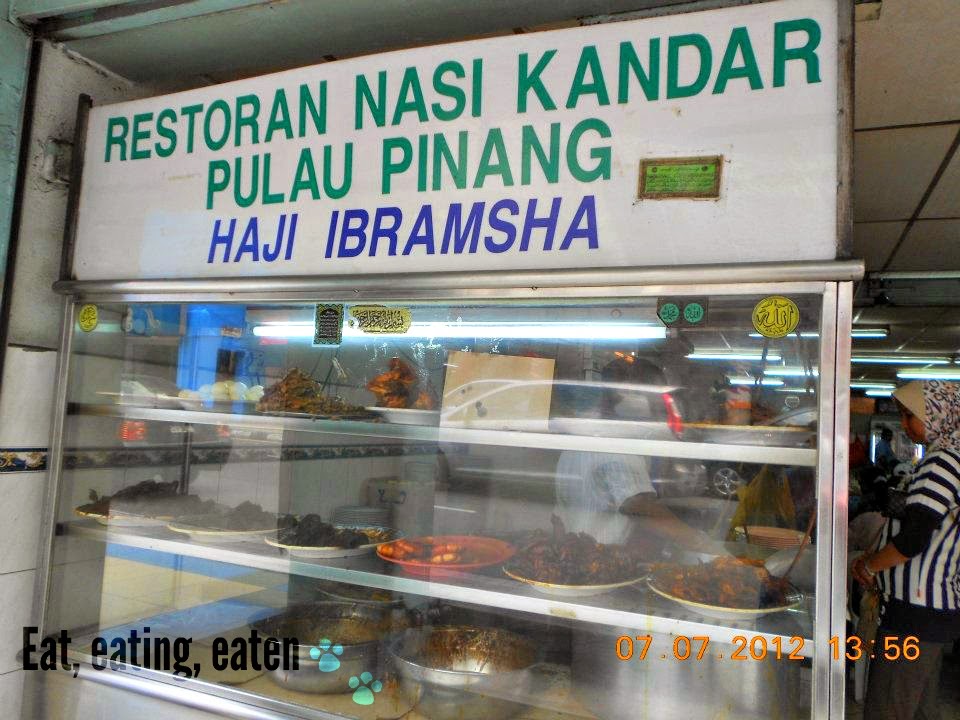 RESTORAN NASI KANDAR
PULAU PINANG
HAJI IBRAMSHA
Eat, eating, eaten
07.07.2012 13:56